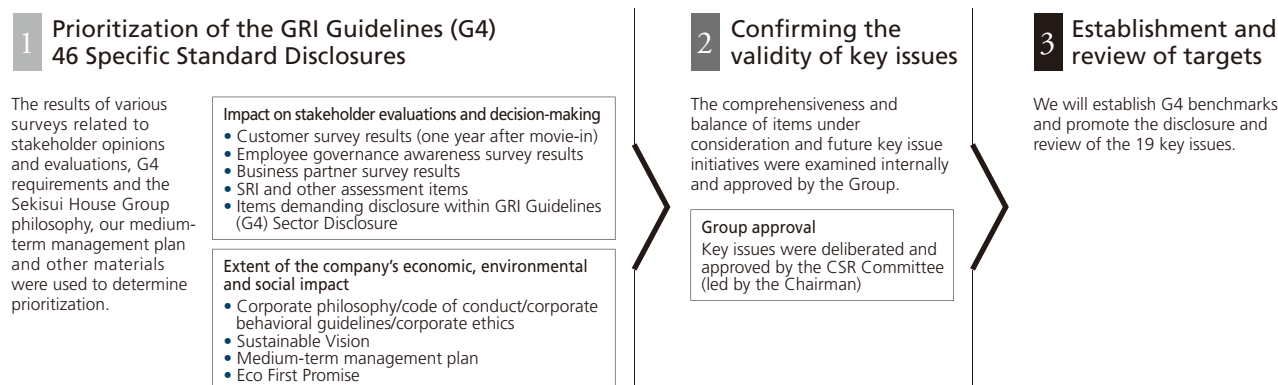 1
Prioritization of the GRI Guidelines (G4)
46 Specific Standard Disclosures
The results of various
surveys related to
stakeholder opinions
and evaluations, G4
requirements and the
Sekisui House Group
philosophy, our medium-
term management plan
and other materials
were used to determine
prioritization.
Impact on stakeholder evaluations and decision-making
• Customer survey results (one year after movie-in)
• Employee governance awareness survey results
• Business partner survey results
• SRI and other assessment items
• Items demanding disclosure within GRI Guidelines
(G4) Sector Disclosure
Extent of the company's economic, environmental
and social impact
• Corporate philosophy/code of conduct/corporate
behavioral guidelines/corporate ethics
• Sustainable Vision
• Medium-term management plan
• Eco First Promise
2
Confirming the
validity of key issues
The comprehensiveness and
balance of items under
consideration and future key issue
initiatives were examined internally
and approved by the Group.
Group approval
Key issues were deliberated and
approved by the CSR Committee
(led by the Chairman)
3
Establishment and
review of targets
We will establish G4 benchmarks
and promote the disclosure and
review of the 19 key issues.